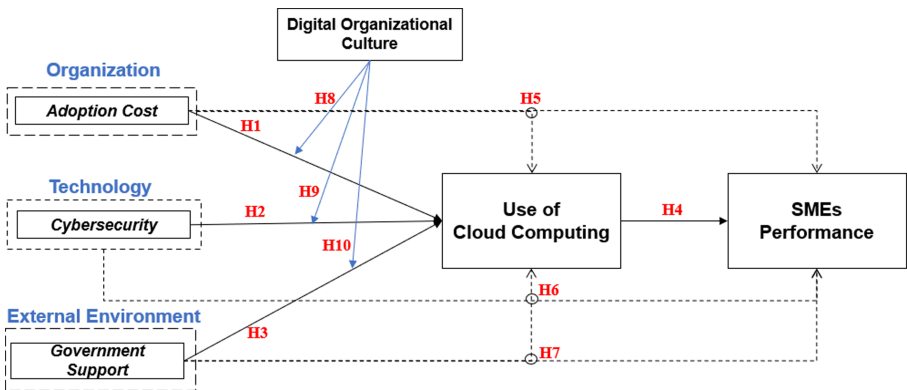 Digital Organizational
Culture
Organization
Adoption Cost
H8
H5
H1
Technology
Cybersecurity
H9
H2
Use of
Cloud Computing
H4
SMEs
Performance
H10
H6
External Environment
H3
Government
Support
H7